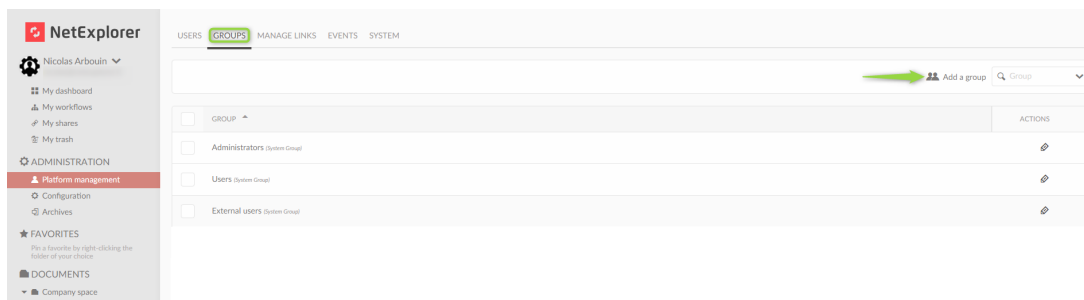 NetExplorer
Nicolas Arbouin
My dashboard
My workflows
My shares
My trash
ADMINISTRATION
Platform management
Configuration
Archives
FAVORITES
Pin a favorite by right-clicking the
folder of your choice
DOCUMENTS
Company space
USERS GROUPS MANAGE LINKS EVENTS SYSTEM
Add a group Group
GROUP ACTIONS
Administrators (System Group)
Users (System Group)
External users (System Group)